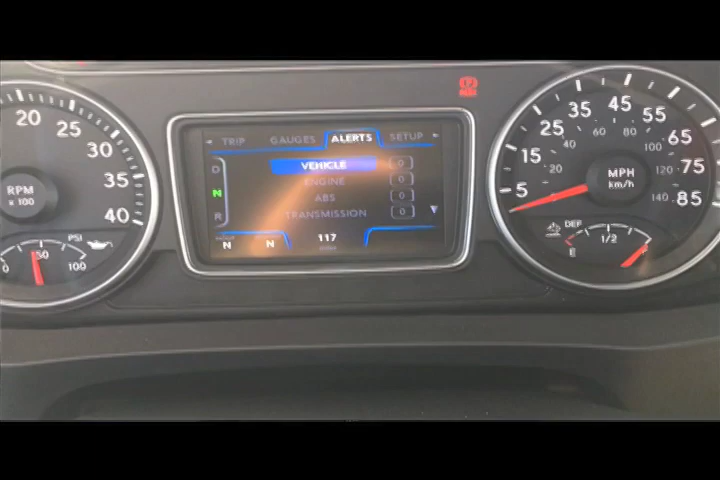 TRIP GAUGES ALERTS SETUP
VEHICLE 0
ENGINE 0
ABS 0
TRANSMISSION 0
D
N
R
N N 117
20
25
30
35
40
RPM
x 100
PSI
0 50 100
5
15
25
35
45
55
65
75
85
20
40
60
80
100
120
140
MPH
km/h
DEF
E 1/2